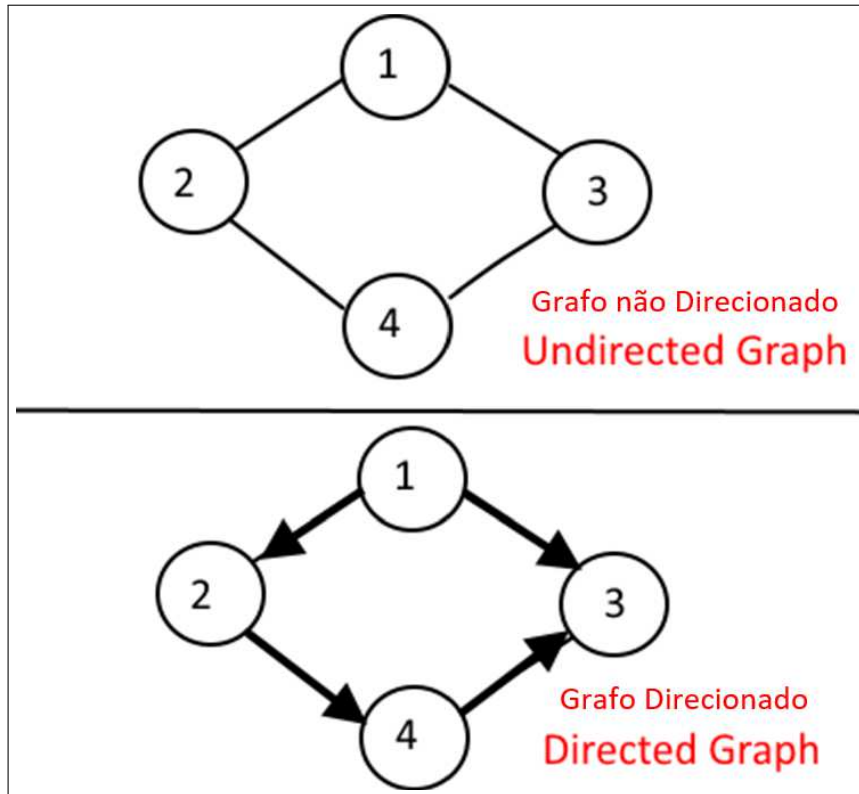 1
2
3
4
Grafo não Direcionado
Undirected Graph
1
2
3
4
Grafo Direcionado
Directed Graph